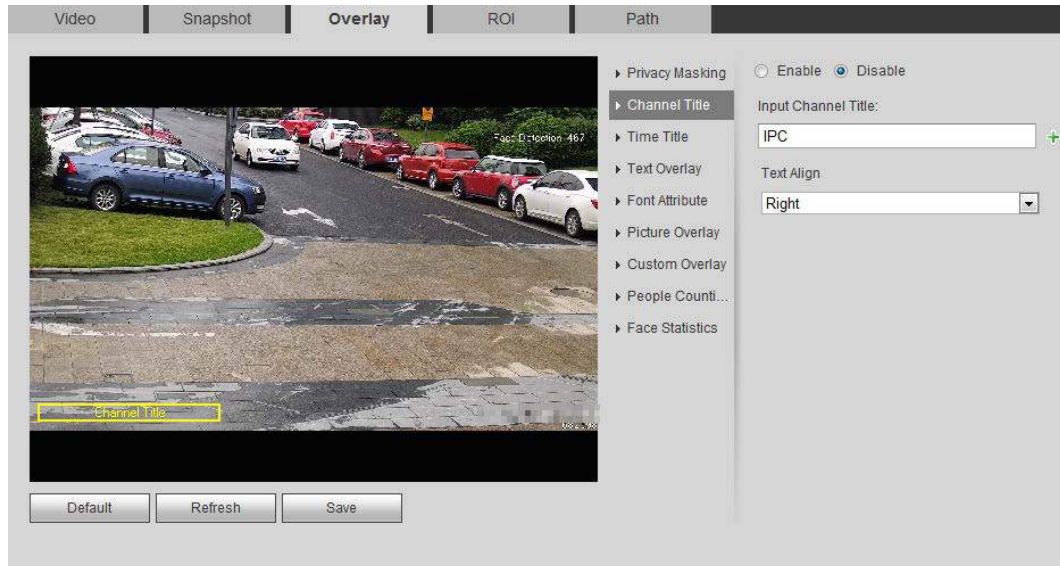 Video Snapshot Overlay ROI Path
Privacy Masking
Channel Title
Time Title
Text Overlay
Font Attribute
Picture Overlay
Custom Overlay
People Counti...
Face Statistics
Enable Disable
Input Channel Title:
IPC
Text Align
Right
Face Detection 467
Channel Title
Default Refresh Save